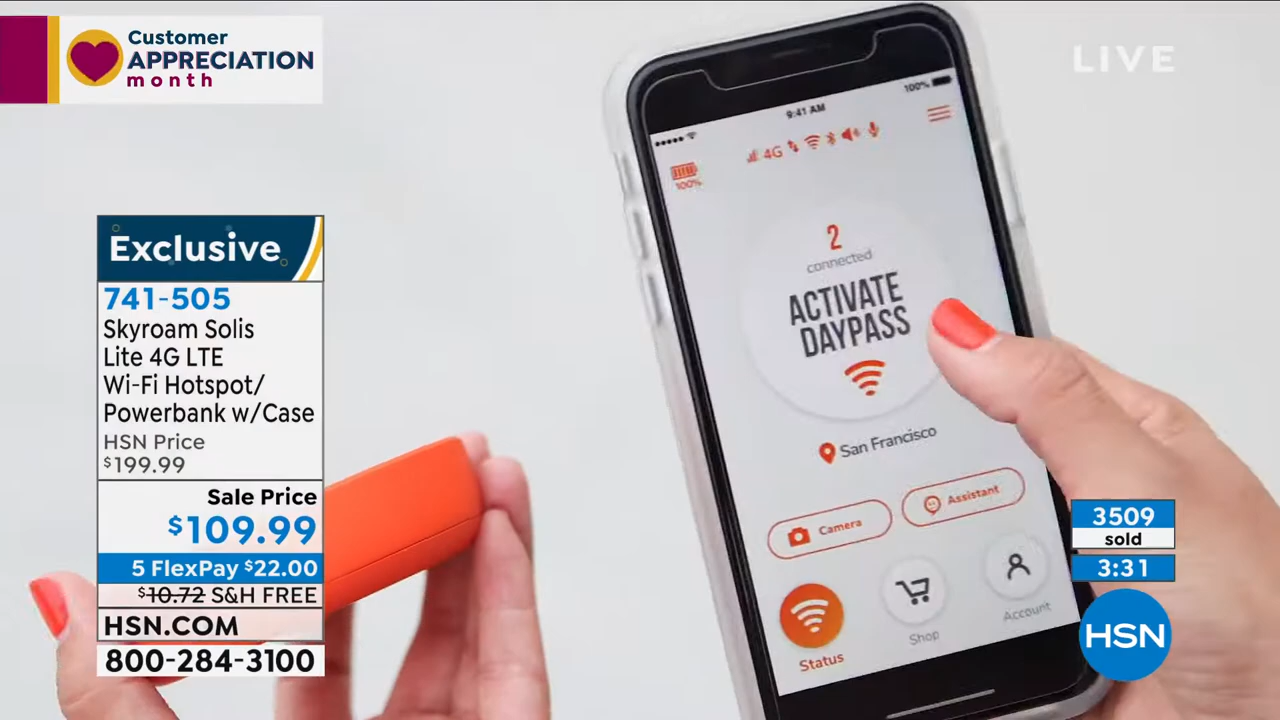 Customer
APPRECIATION
month
LIVE
Exclusive
741-505
Skyroam Solis
Lite 4G LTE
Wi-Fi Hotspot/
Powerbank w/Case
HSN Price
$199.99
Sale Price
$109.99
5 FlexPay $22.00
$10.72 S&H FREE
HSN.COM
800-284-3100
9:41 AM
100%
100%
4G
2
connected
ACTIVATE
DAYPASS
San Francisco
Camera
Assistant
Status
Shop
Account
3509
sold
3:31
HSN